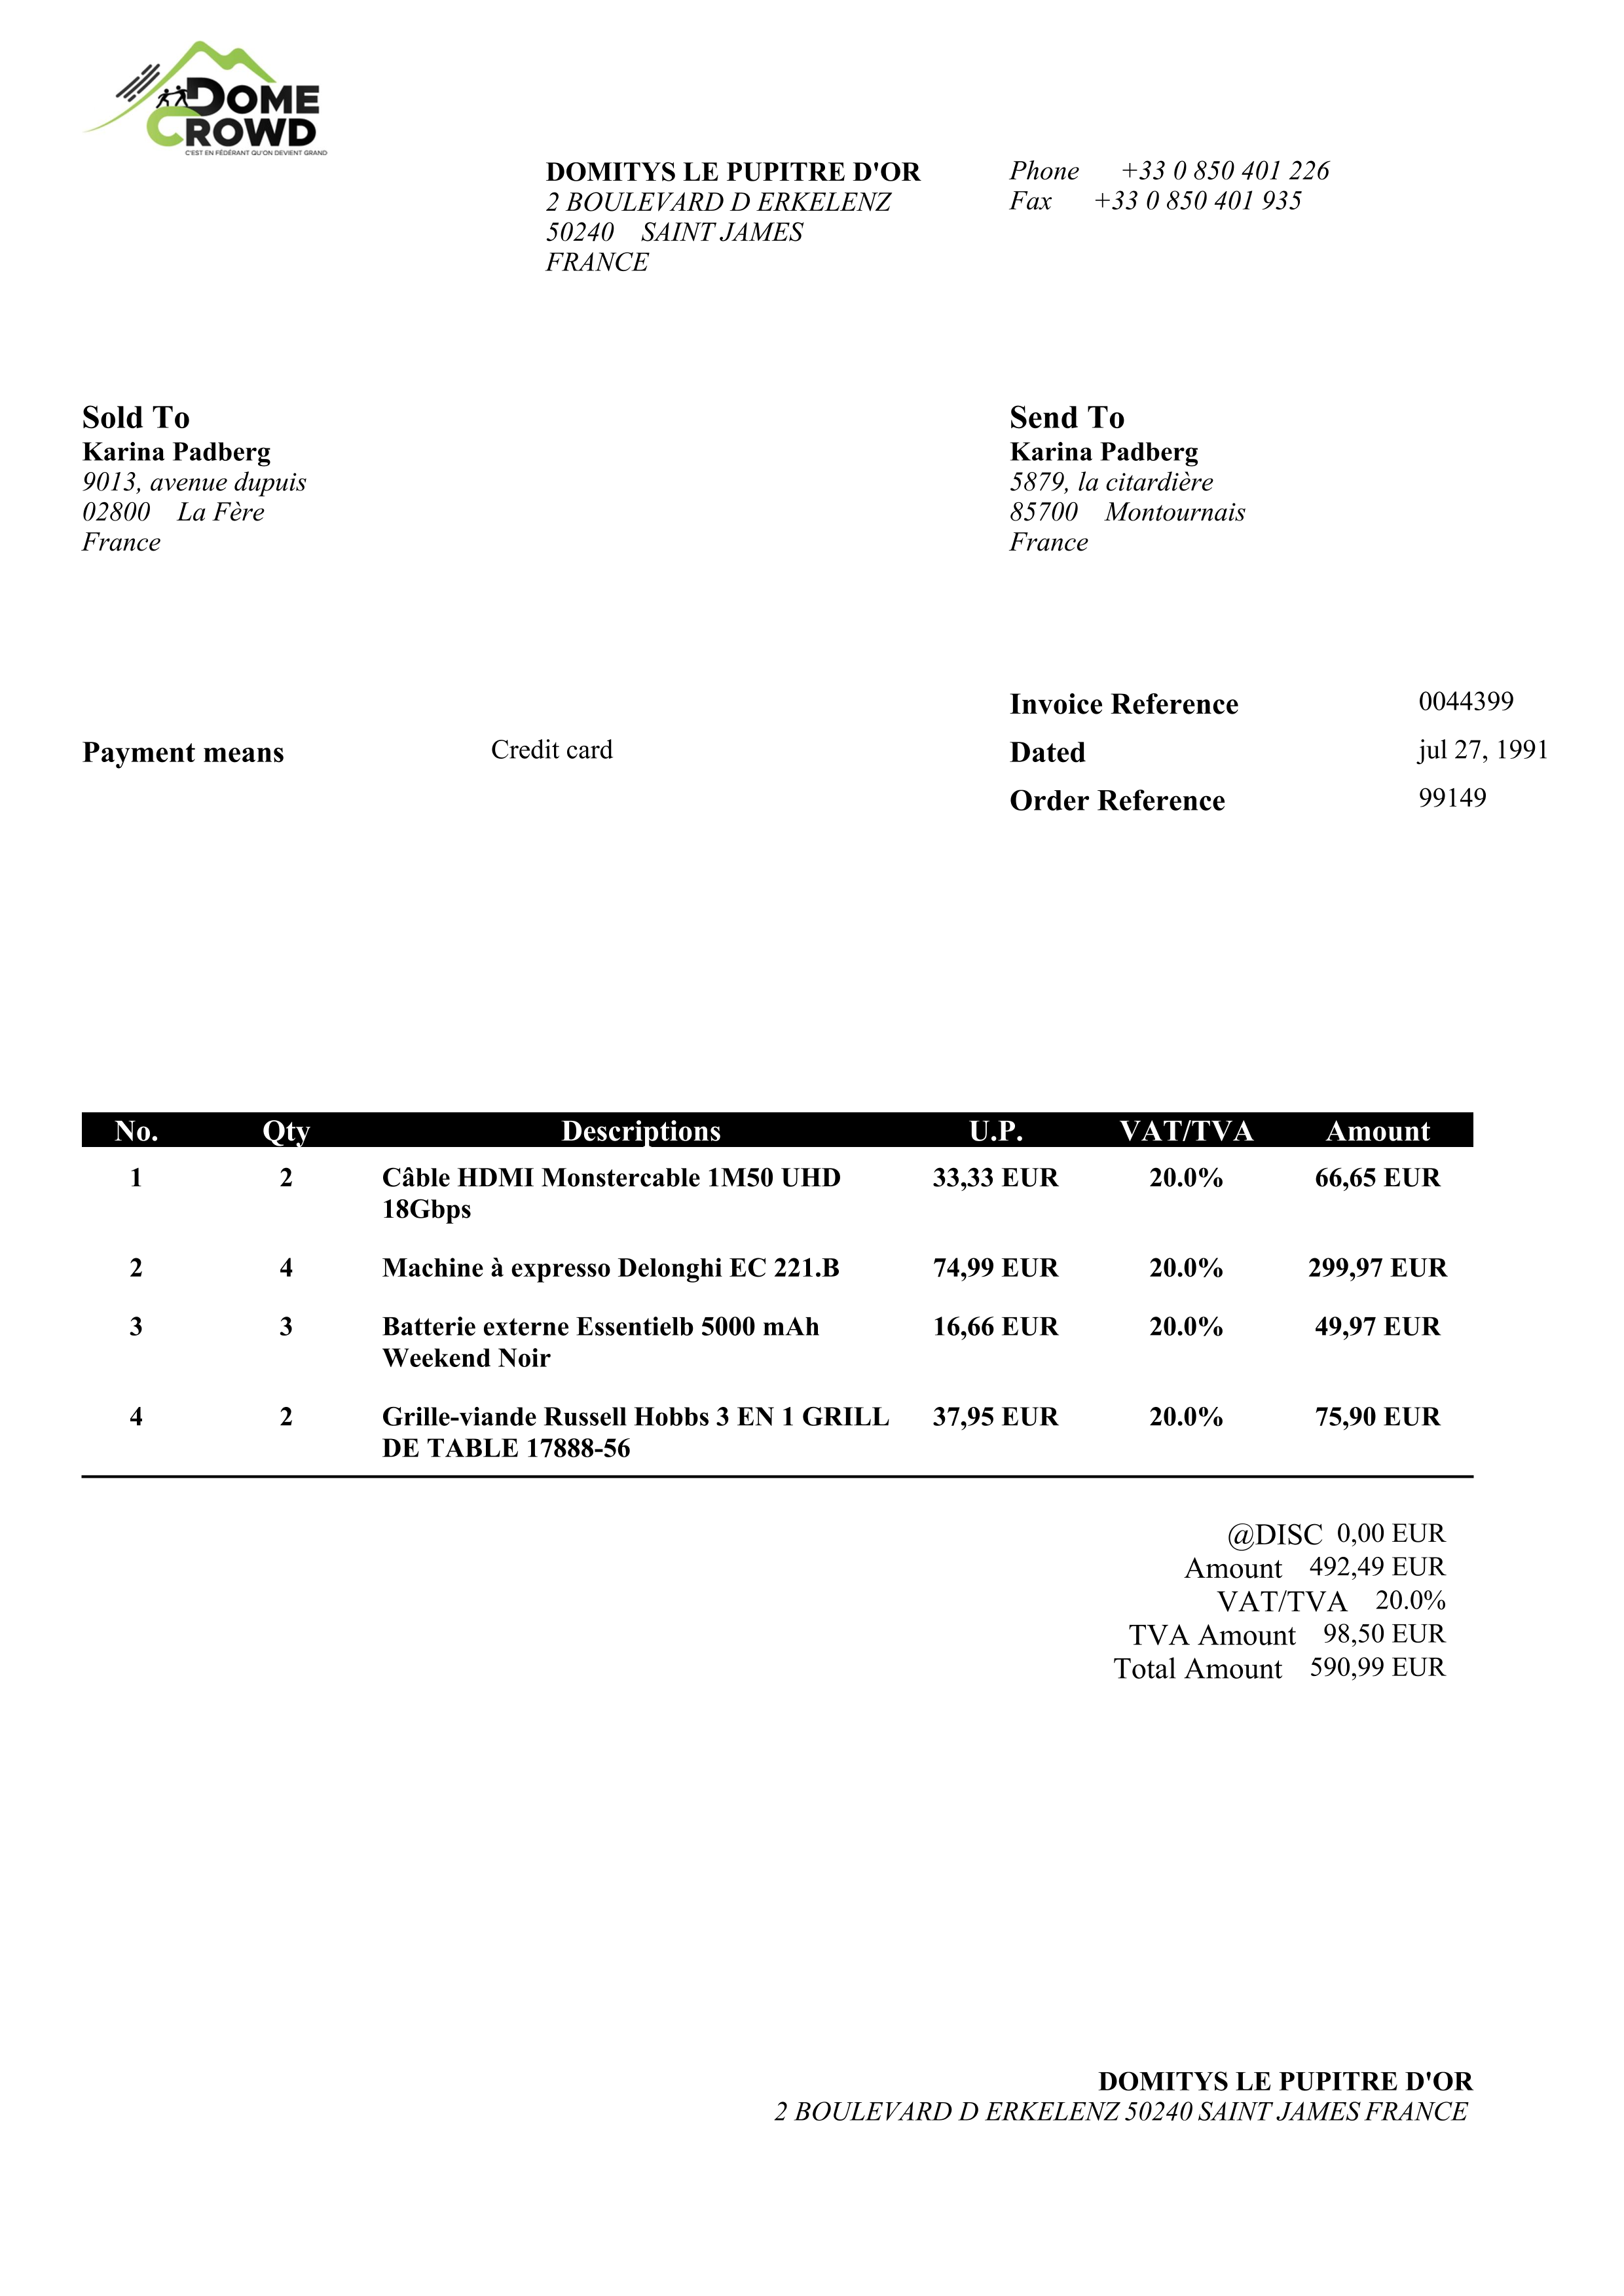 DOME
CROWD
C'EST EN FÉDÉRANT QU'ON DEVIENT GRAND
DOMITYS LE PUPITRE D'OR
2 BOULEVARD D ERKELENZ
50240 SAINT JAMES
FRANCE
Phone +33 0 850 401 226
Fax +33 0 850 401 935
Sold To
Karina Padberg
9013, avenue dupuis
02800 La Fère
France
Send To
Karina Padberg
5879, la citardière
85700 Montournais
France
Invoice Reference 0044399
Payment means Credit card
Dated jul 27, 1991
Order Reference 99149
No. Qty Descriptions U.P. VAT/TVA Amount
1 2 Câble HDMI Monstercable 1M50 UHD 33,33 EUR 20.0% 66,65 EUR
18Gbps
2 4 Machine à expresso Delonghi EC 221.B 74,99 EUR 20.0% 299,97 EUR
3 3 Batterie externe Essentielb 5000 mAh 16,66 EUR 20.0% 49,97 EUR
Weekend Noir
4 2 Grille-viande Russell Hobbs 3 EN 1 GRILL 37,95 EUR 20.0% 75,90 EUR
DE TABLE 17888-56
@DISC 0,00 EUR
Amount 492,49 EUR
VAT/TVA 20.0%
TVA Amount 98,50 EUR
Total Amount 590,99 EUR
DOMITYS LE PUPITRE D'OR
2 BOULEVARD D ERKELENZ 50240 SAINT JAMES FRANCE